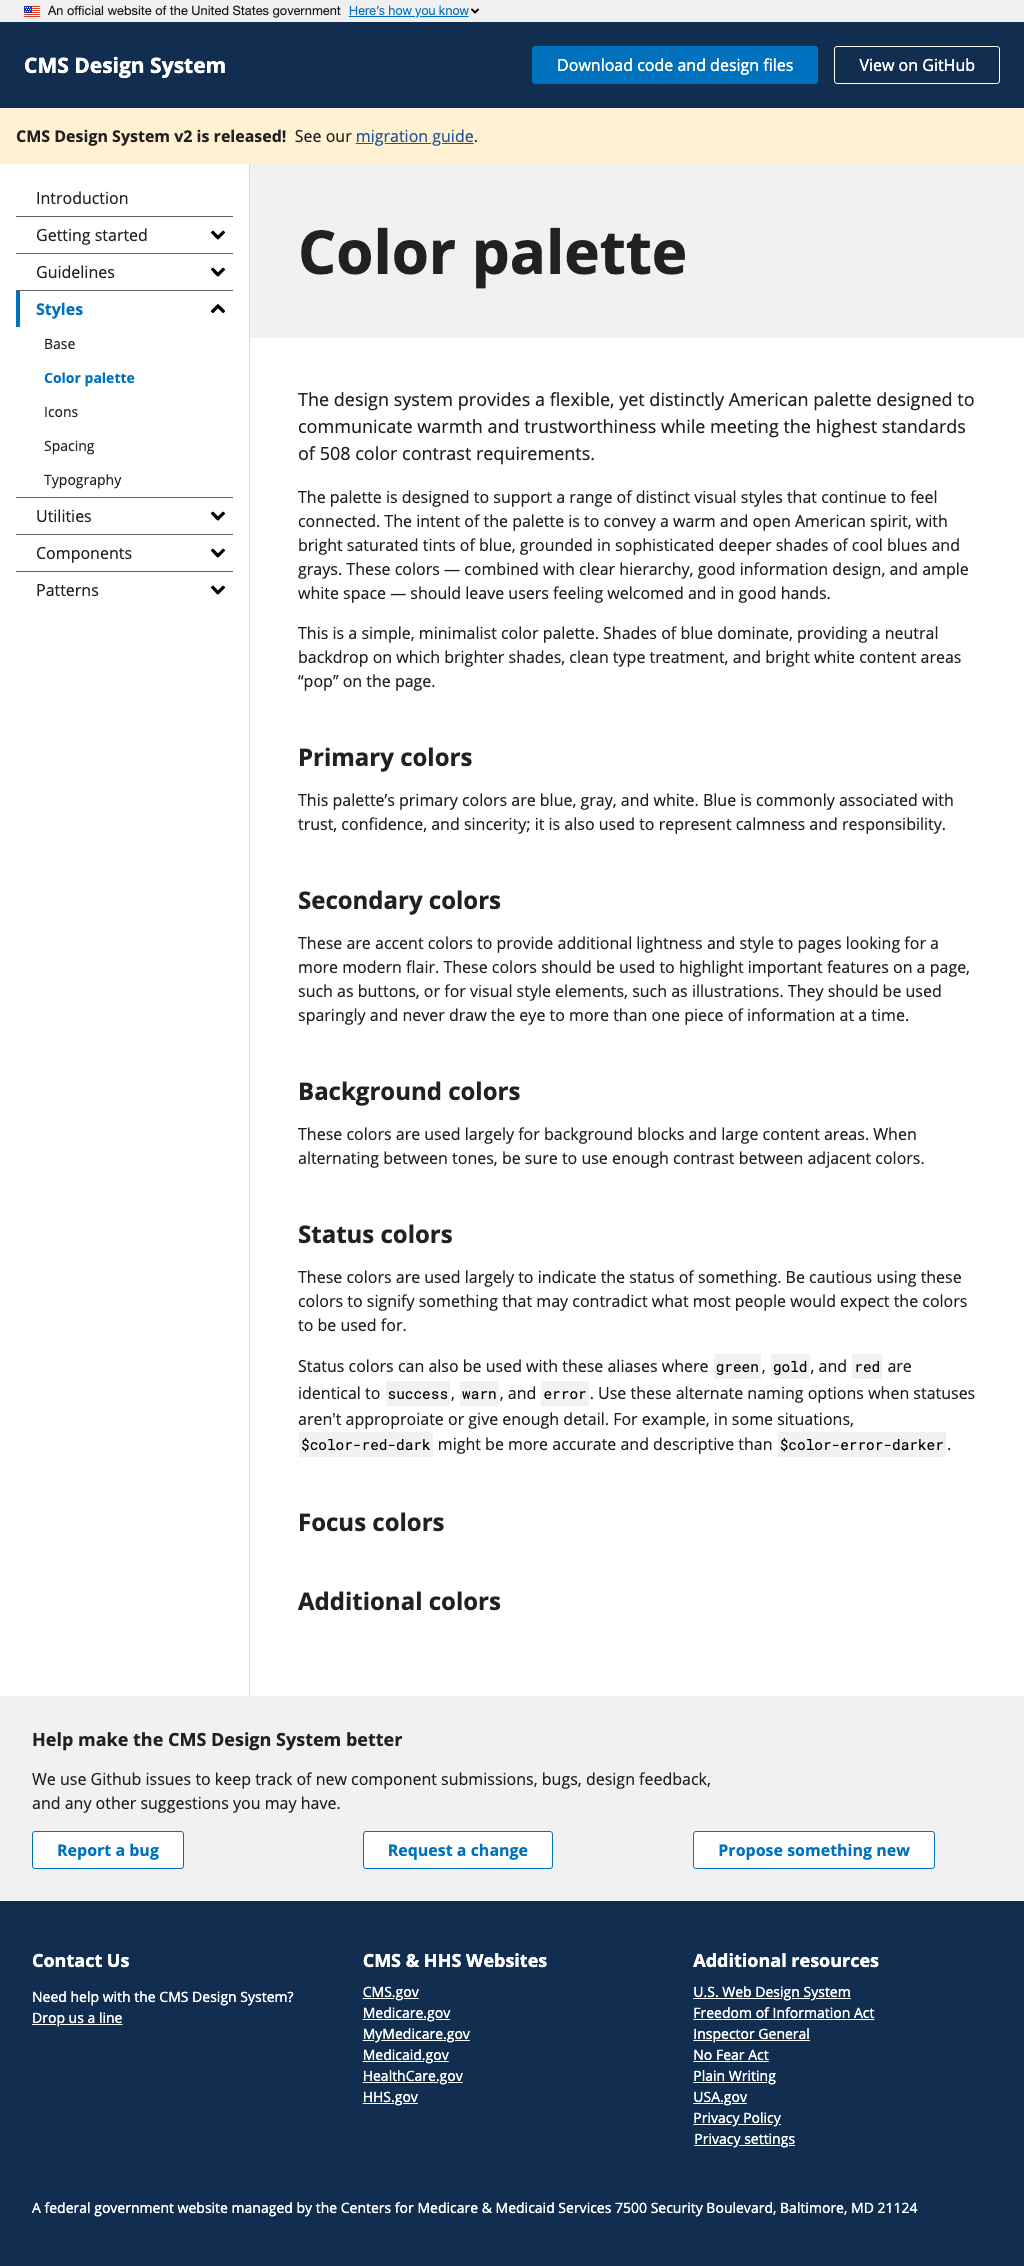 An official website of the United States government Here's how you know
CMS Design System
Download code and design files
View on GitHub
CMS Design System v2 is released! See our migration guide.
Introduction
Getting started
Guidelines
Styles
Base
Color palette
Icons
Spacing
Typography
Utilities
Components
Patterns
Color palette
The design system provides a flexible, yet distinctly American palette designed to
communicate warmth and trustworthiness while meeting the highest standards
of 508 color contrast requirements.
The palette is designed to support a range of distinct visual styles that continue to feel
connected. The intent of the palette is to convey a warm and open American spirit, with
bright saturated tints of blue, grounded in sophisticated deeper shades of cool blues and
grays. These colors — combined with clear hierarchy, good information design, and ample
white space — should leave users feeling welcomed and in good hands.
This is a simple, minimalist color palette. Shades of blue dominate, providing a neutral
backdrop on which brighter shades, clean type treatment, and bright white content areas
“pop” on the page.
Primary colors
This palette’s primary colors are blue, gray, and white. Blue is commonly associated with
trust, confidence, and sincerity; it is also used to represent calmness and responsibility.
Secondary colors
These are accent colors to provide additional lightness and style to pages looking for a
more modern flair. These colors should be used to highlight important features on a page,
such as buttons, or for visual style elements, such as illustrations. They should be used
sparingly and never draw the eye to more than one piece of information at a time.
Background colors
These colors are used largely for background blocks and large content areas. When
alternating between tones, be sure to use enough contrast between adjacent colors.
Status colors
These colors are used largely to indicate the status of something. Be cautious using these
colors to signify something that may contradict what most people would expect the colors
to be used for.
Status colors can also be used with these aliases where green, gold, and red are
identical to success, warn, and error. Use these alternate naming options when statuses
aren't approproiate or give enough detail. For example, in some situations,
$color-red-dark might be more accurate and descriptive than $color-error-darker.
Focus colors
Additional colors
Help make the CMS Design System better
We use Github issues to keep track of new component submissions, bugs, design feedback,
and any other suggestions you may have.
Report a bug
Request a change
Propose something new
Contact Us
Need help with the CMS Design System?
Drop us a line
CMS & HHS Websites
CMS.gov
Medicare.gov
MyMedicare.gov
Medicaid.gov
HealthCare.gov
HHS.gov
Additional resources
U.S. Web Design System
Freedom of Information Act
Inspector General
No Fear Act
Plain Writing
USA.gov
Privacy Policy
Privacy settings
A federal government website managed by the Centers for Medicare & Medicaid Services 7500 Security Boulevard, Baltimore, MD 21124